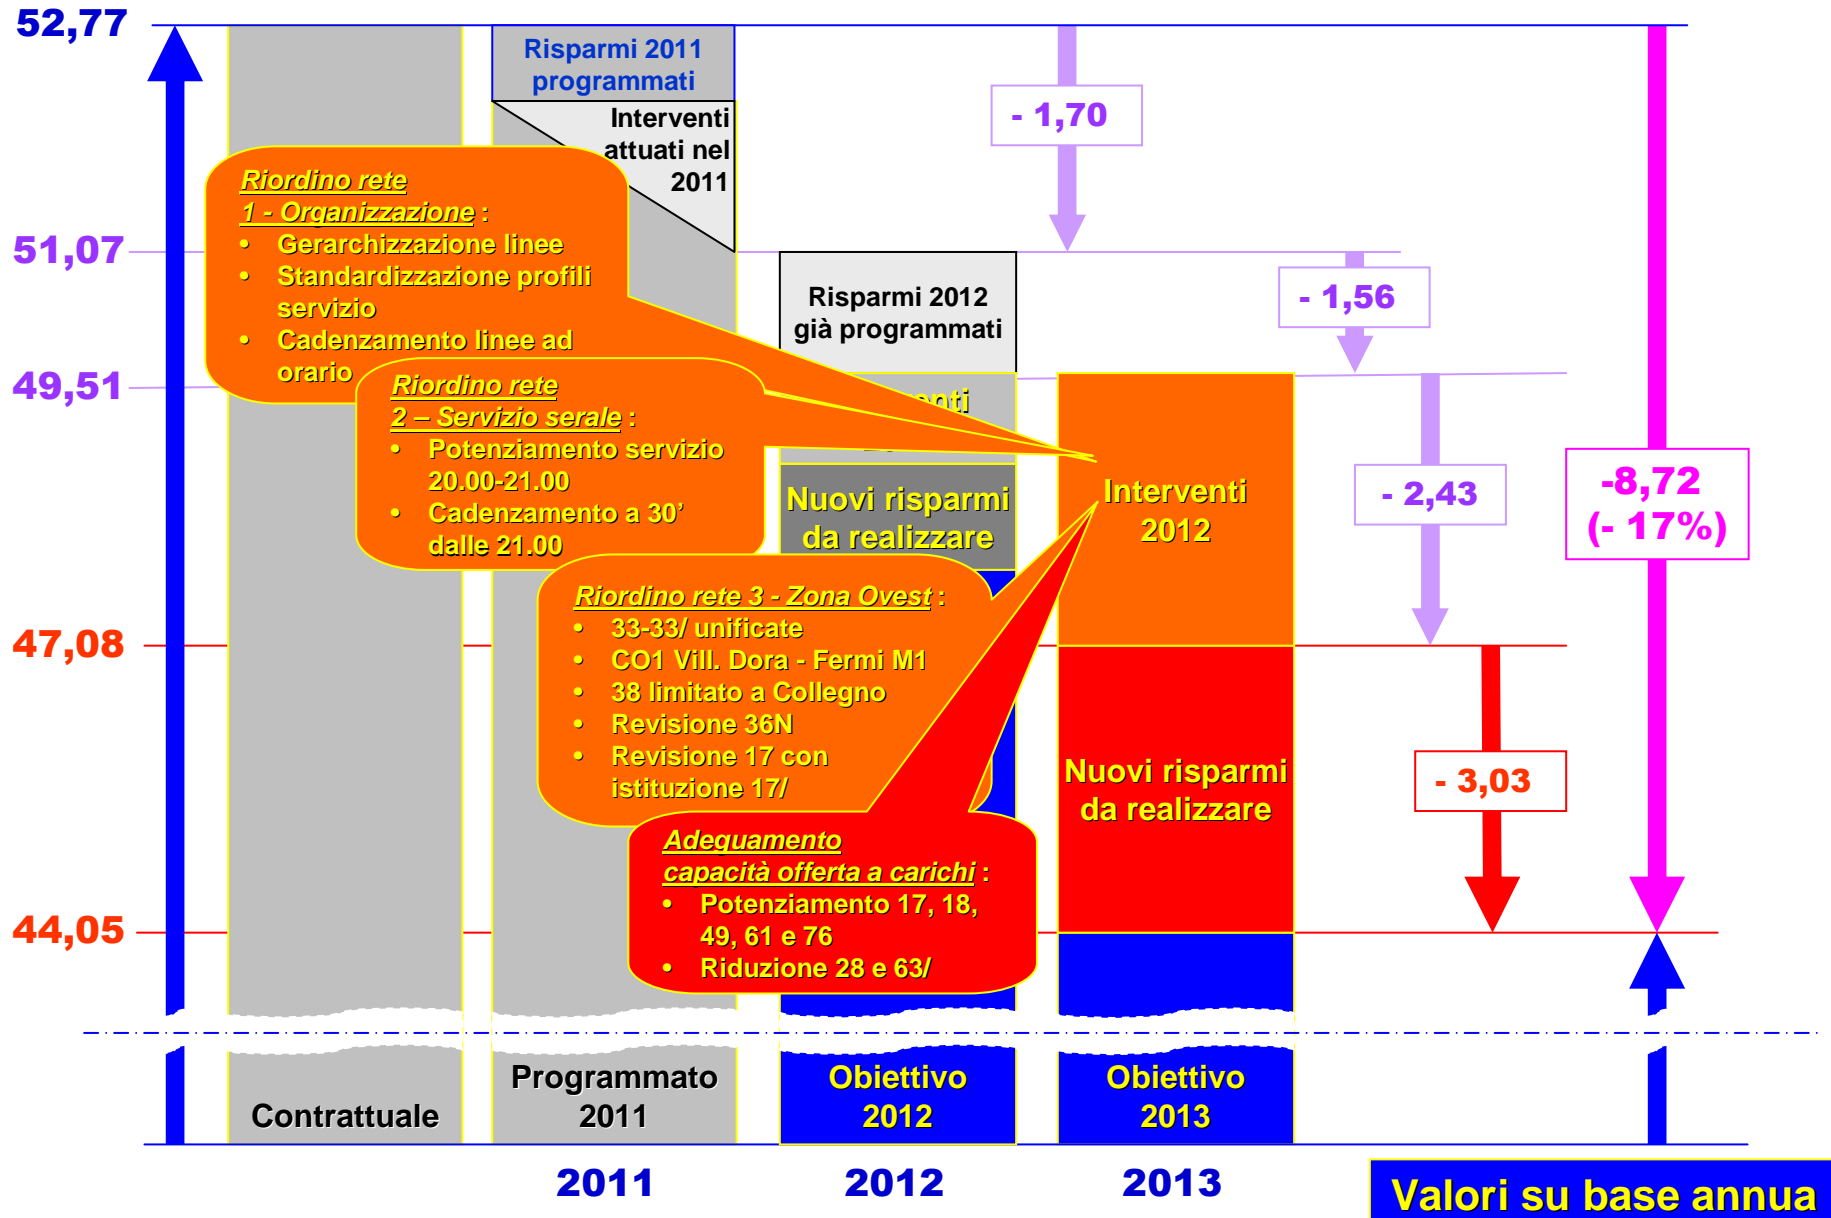 52,77
51,07
49,51
47,08
44,05
Risparmi 2011
programmati
Interventi
attuati nel
2011
Riordino rete
1 - Organizzazione :
• Gerarchizzazione linee
• Standardizzazione profili
servizio
• Cadenzamento linee ad
orario
Riordino rete
2 – Servizio serale :
• Potenziamento servizio
20.00-21.00
• Cadenzamento a 30’
dalle 21.00
Riordino rete 3 - Zona Ovest :
• 33-33/ unificate
• CO1 Vill. Dora - Fermi M1
• 38 limitato a Collegno
• Revisione 36N
• Revisione 17 con
istituzione 17/
Adeguamento
capacità offerta a carichi :
• Potenziamento 17, 18,
49, 61 e 76
• Riduzione 28 e 63/
Risparmi 2012
già programmati
Nuovi risparmi
da realizzare
Interventi
2012
Nuovi risparmi
da realizzare
- 1,70
- 1,56
- 2,43
- 3,03
-8,72
(- 17%)
Contrattuale
Programmato
2011
Obiettivo
2012
Obiettivo
2013
2011
2012
2013
Valori su base annua